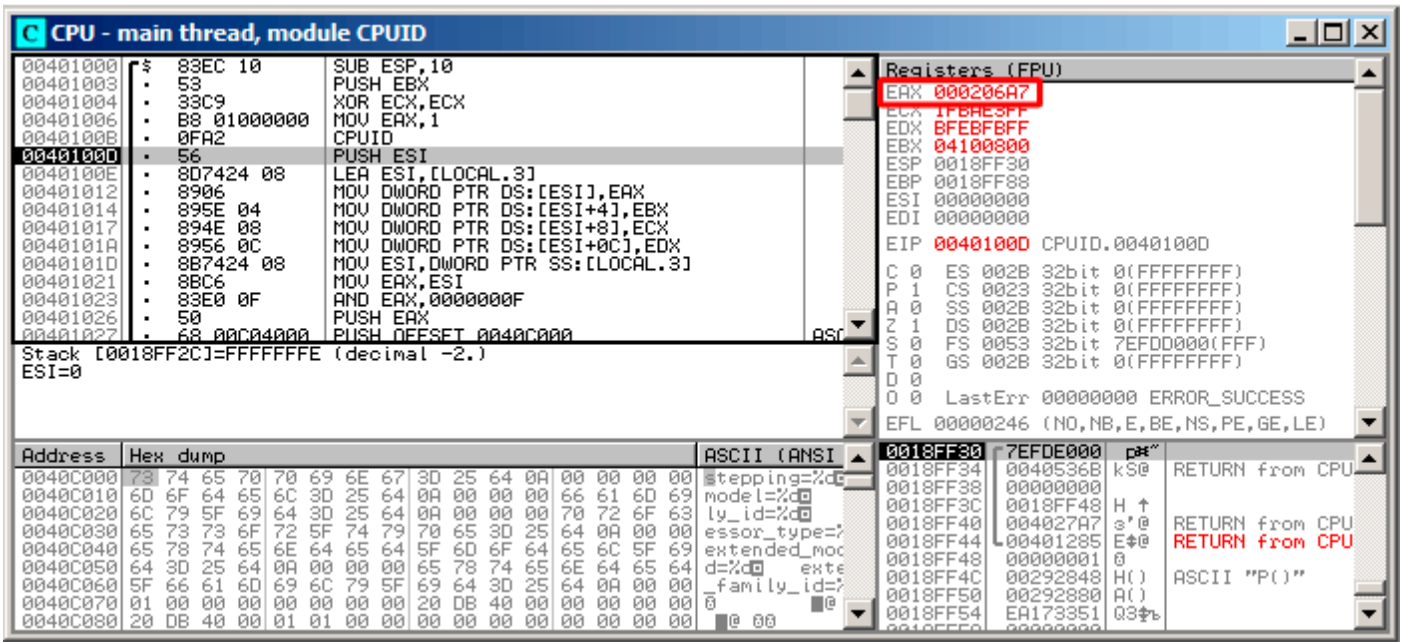 C CPU - main thread, module CPUID
00401000 $ 83EC 10 SUB ESP,10
00401003 . 53 PUSH EBX
00401004 . 33C9 XOR ECX,ECX
00401006 . B8 01000000 MOV EAX,1
0040100B . 0FA2 CPUID
0040100D . 56 PUSH ESI
0040100E . 8D7424 08 LEA ESI,[LOCAL.3]
00401012 . 8906 MOV DWORD PTR DS:[ESI],EAX
00401014 . 895E 04 MOV DWORD PTR DS:[ESI+4],EBX
00401017 . 894E 08 MOV DWORD PTR DS:[ESI+8],ECX
0040101A . 8956 0C MOV DWORD PTR DS:[ESI+0C],EDX
0040101D . 8B7424 08 MOV ESI,DWORD PTR SS:[LOCAL.3]
00401021 . 8BC6 MOV EAX,ESI
00401023 . 83E0 0F AND EAX,0000000F
00401026 . 50 PUSH EAX
00401027 . 68 00C04000 PUSH OFFSET 0040C000 ASC
Stack [0018FF2C]=FFFFFFFE (decimal -2.)
ESI=0
Registers (FPU)
EAX 000206A7
ECX 1FBAE3FF
EDX BFEBFBFF
EBX 04100800
ESP 0018FF30
EBP 0018FF88
ESI 00000000
EDI 00000000
EIP 0040100D CPUID.0040100D
C 0 ES 002B 32bit 0(FFFFFFFF)
P 1 CS 0023 32bit 0(FFFFFFFF)
A 0 SS 002B 32bit 0(FFFFFFFF)
Z 1 DS 002B 32bit 0(FFFFFFFF)
S 0 FS 0053 32bit 7EFDD000(FFF)
T 0 GS 002B 32bit 0(FFFFFFFF)
D 0
O 0 LastErr 00000000 ERROR_SUCCESS
EFL 00000246 (NO,NB,E,BE,NS,PE,GE,LE)
Address Hex dump ASCII (ANSI
0040C000 73 74 65 70 70 69 6E 67 3D 25 64 0A 00 00 00 00 stepping=%d
0040C010 6D 6F 64 65 6C 3D 25 64 0A 00 00 00 66 61 6D 69 model=%d
0040C020 6C 79 5F 69 64 3D 25 64 0A 00 00 00 70 72 6F 63 ly_id=%d
0040C030 65 73 73 6F 72 5F 74 79 70 65 3D 25 64 0A 00 00 essor_type=%
0040C040 65 78 74 65 6E 64 65 64 5F 6D 6F 64 65 6C 5F 69 extended_mod
0040C050 64 3D 25 64 0A 00 00 00 65 78 74 65 6E 64 65 64 d=%d exte
0040C060 5F 66 61 6D 69 6C 79 5F 69 64 3D 25 64 0A 00 00 _family_id=%
0040C070 01 00 00 00 00 00 00 00 20 DB 40 00 00 00 00 00
0040C080 20 DB 40 00 01 01 00 00 00 00 00 00 00 00 00 00
0018FF30 7EFDE000
0018FF34 0040536B kS@ RETURN from CPU
0018FF38 00000000
0018FF3C 0018FF48 H ↑
0018FF40 004027A7 RETURN from CPU
0018FF44 00401285 RETURN from CPU
0018FF48 00000001
0018FF4C 00292848 H() ASCII "P()"
0018FF50 00292880
0018FF54 EA173351